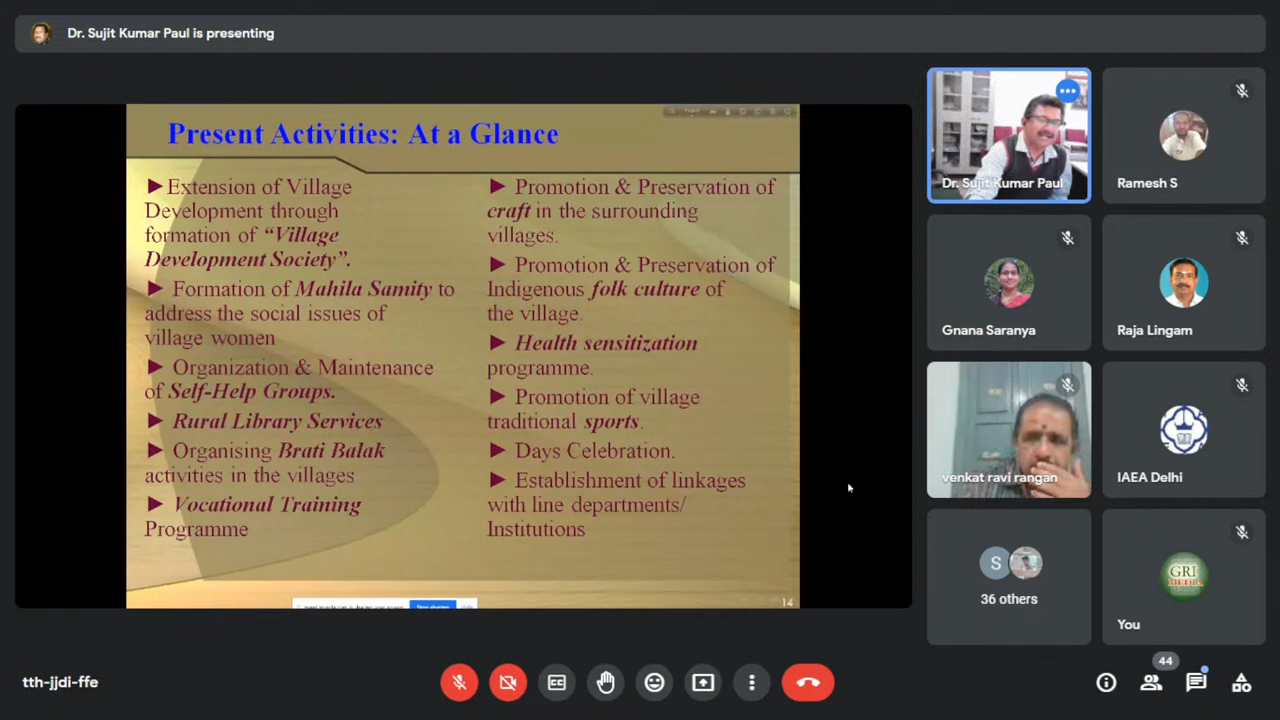 Dr. Sujit Kumar Paul is presenting
Present Activities: At a Glance
►Extension of Village
Development through
formation of “Village
Development Society”.
► Formation of Mahila Samity to
address the social issues of
village women
► Organization & Maintenance
of Self-Help Groups.
► Rural Library Services
► Organising Brati Balak
activities in the villages
► Vocational Training
Programme
► Promotion & Preservation of
craft in the surrounding
villages.
► Promotion & Preservation of
Indigenous folk culture of
the village.
► Health sensitization
programme.
► Promotion of village
traditional sports.
► Days Celebration.
► Establishment of linkages
with line departments/
Institutions
14
Dr. Sujit Kumar Paul
Ramesh S
Gnana Saranya
Raja Lingam
venkat ravi rangan
IAEA Delhi
S
36 others
GRI
MEDIA
You
tth-jjdi-ffe
CC
44